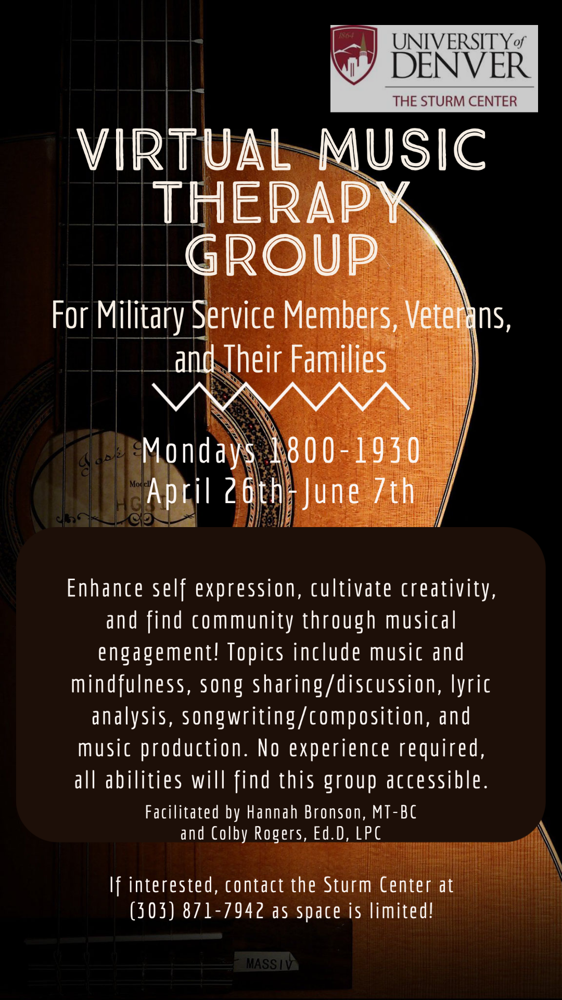 1864
UNIVERSITY of
DENVER
THE STURM CENTER
VIRTUAL MUSIC
THERAPY
GROUP
For Military Service Members, Veterans,
and Their Families
Mondays 1800-1930
April 26th-June 7th
José
Modell
Enhance self expression, cultivate creativity,
and find community through musical
engagement! Topics include music and
mindfulness, song sharing/discussion, lyric
analysis, songwriting/composition, and
music production. No experience required,
all abilities will find this group accessible.
Facilitated by Hannah Bronson, MT-BC
and Colby Rogers, Ed.D, LPC
If interested, contact the Sturm Center at
(303) 871-7942 as space is limited!
MASSIV